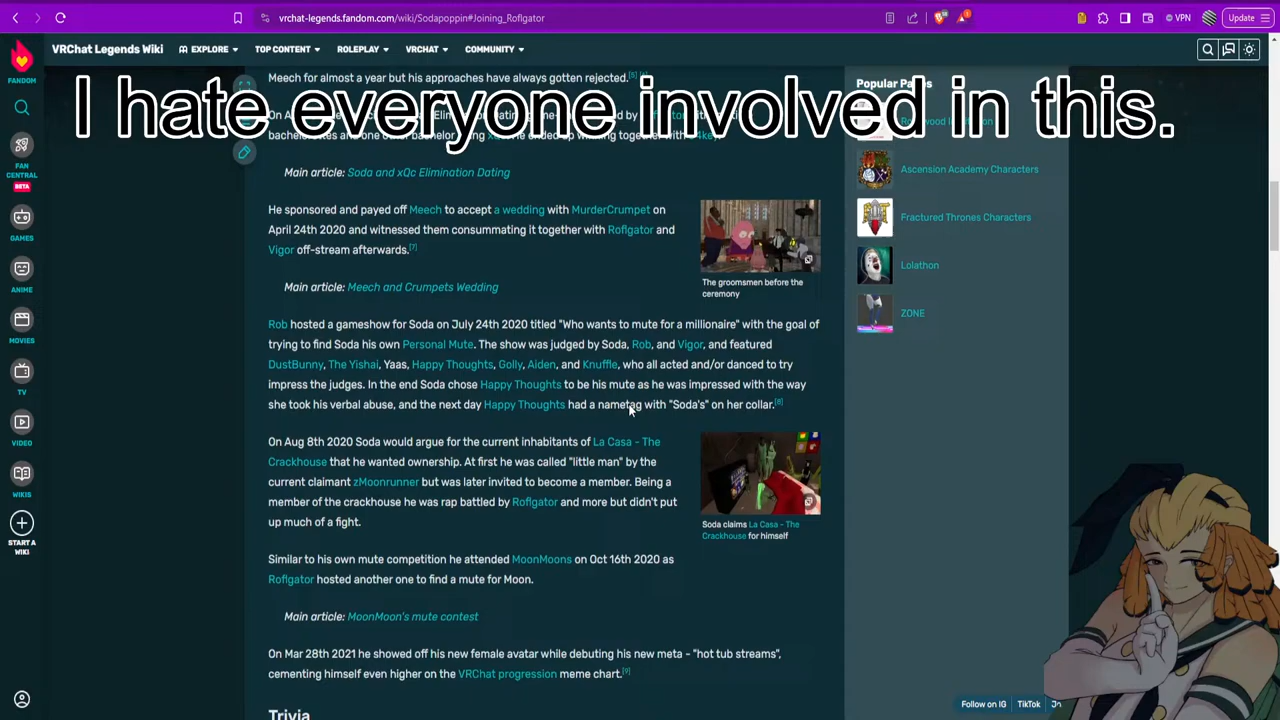 vrchat-legends.fandom.com/wiki/Sodapoppin#Joining_Roflgator
VPN
Update
FANDOM
VRChat Legends Wiki
EXPLORE
TOP CONTENT
ROLEPLAY
VRCHAT
COMMUNITY
FAN CENTRAL
BETA
GAMES
ANIME
MOVIES
TV
VIDEO
WIKIS
START A WIKI
Meech for almost a year but his approaches have always gotten rejected.
I hate everyone involved in this.
Main article: Soda and xQc Elimination Dating
He sponsored and payed off Meech to accept a wedding with MurderCrumpet on
April 24th 2020 and witnessed them consummating it together with Roflgator and
Vigor off-stream afterwards.[7]
The groomsmen before the
ceremony
Main article: Meech and Crumpets Wedding
Rob hosted a gameshow for Soda on July 24th 2020 titled "Who wants to mute for a millionaire" with the goal of
trying to find Soda his own Personal Mute. The show was judged by Soda, Rob, and Vigor, and featured
DustBunny, The Yishai, Yaas, Happy Thoughts, Golly, Aiden, and Knuffle, who all acted and/or danced to try
impress the judges. In the end Soda chose Happy Thoughts to be his mute as he was impressed with the way
she took his verbal abuse, and the next day Happy Thoughts had a nametag with "Soda's" on her collar.
On Aug 8th 2020 Soda would argue for the current inhabitants of La Casa - The
Crackhouse that he wanted ownership. At first he was called "little man" by the
current claimant zMoonrunner but was later invited to become a member. Being a
member of the crackhouse he was rap battled by Roflgator and more but didn't put
up much of a fight.
Soda claims La Casa - The
Crackhouse for himself
Similar to his own mute competition he attended MoonMoons on Oct 16th 2020 as
Roflgator hosted another one to find a mute for Moon.
Main article: MoonMoon's mute contest
On Mar 28th 2021 he showed off his new female avatar while debuting his new meta - "hot tub streams",
cementing himself even higher on the VRChat progression meme chart.[9]
Trivia
Popular Pages
Ascension Academy Characters
Fractured Thrones Characters
Lolathon
ZONE
Follow on IG
TikTok